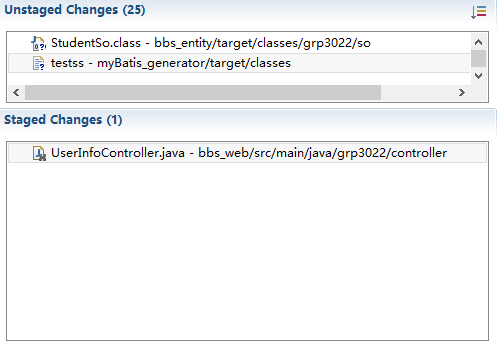 Unstaged Changes (25)
StudentSo.class - bbs_entity/target/classes/grp3022/so
testss - myBatis_generator/target/classes
Staged Changes (1)
UserInfoController.java - bbs_web/src/main/java/grp3022/controller